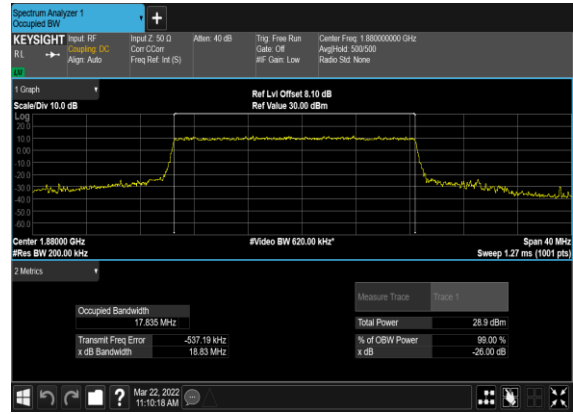 Spectrum Analyzer 1
Occupied BW
+
KEYSIGHT Input: RF Input Z: 50 Ω Atten: 40 dB Trig: Free Run Center Freq: 1.880000000 GHz
RL Coupling: DC Corr CCorr Gate: Off Avg|Hold: 500/500
Align: Auto Freq Ref: Int (S) #IF Gain: Low Radio Std: None
LW
1 Graph
Ref Lvl Offset 8.10 dB
Scale/Div 10.0 dB Ref Value 30.00 dBm
Log
20.0
10.0
0.00
-10.0
-20.0
-30.0
-40.0
-50.0
-60.0
Center 1.88000 GHz #Video BW 620.00 kHz* Span 40 MHz
#Res BW 200.00 kHz Sweep 1.27 ms (1001 pts)
2 Metrics
Measure Trace Trace 1
Occupied Bandwidth
17.835 MHz Total Power 28.9 dBm
Transmit Freq Error -537.19 kHz % of OBW Power 99.00 %
x dB Bandwidth 18.83 MHz x dB -26.00 dB
? Mar 22, 2022
11:10:18 AM